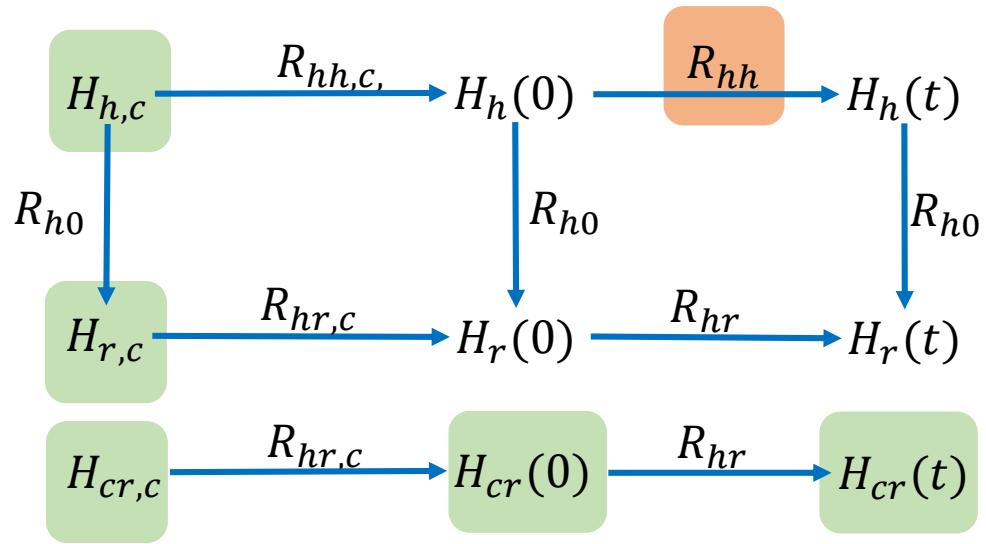 H_{h,c} R_{hh,c,} H_h(0) R_{hh} H_h(t)
R_{h0} R_{h0} R_{h0}
H_{r,c} R_{hr,c} H_r(0) R_{hr} H_r(t)
H_{cr,c} R_{hr,c} H_{cr}(0) R_{hr} H_{cr}(t)